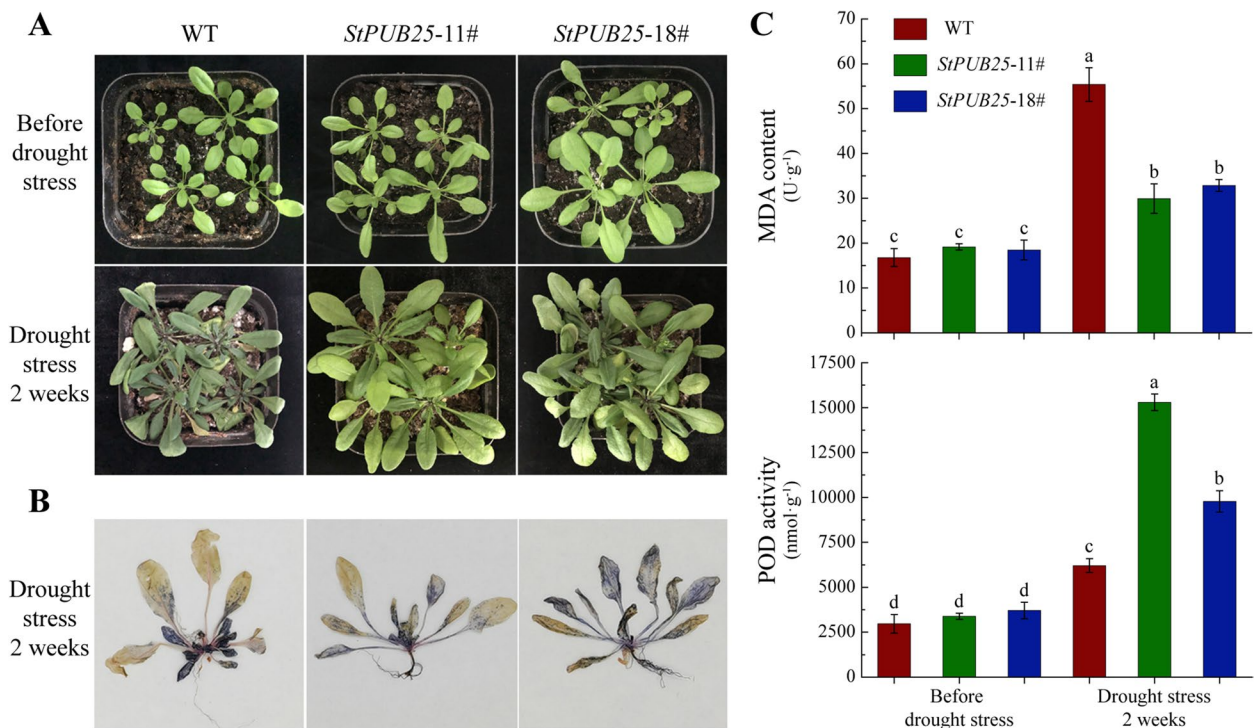 A
WT
StPUB25-11#
StPUB25-18#
Before
drought
stress
Drought
stress
2 weeks
B
Drought
stress
2 weeks
C
WT
StPUB25-11#
StPUB25-18#
MDA content
(U·g-1)
70
60
50
40
30
20
10
0
c
c
c
a
b
b
POD activity
(nmol·g-1)
17500
15000
12500
10000
7500
5000
2500
0
d
d
d
c
a
b
Before
drought stress
Drought stress
2 weeks